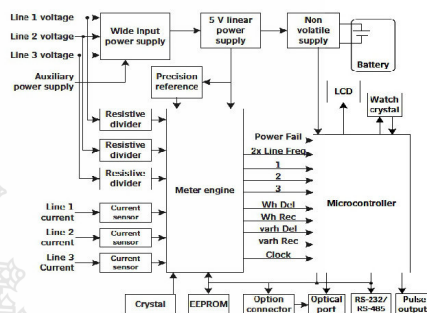 Line 1 voltage
Line 2 voltage
Line 3 voltage
Auxiliary
power supply
Wide input
power supply
5 V linear
power
supply
Non
volatile
supply
Battery
Precision
reference
LCD
Watch
crystal
Resistive
divider
Resistive
divider
Resistive
divider
Meter engine
Power Fail
2x Line Freq.
1
2
3
Wh Del
Wh Rec
varh Del
varh Rec
Clock
Microcontroller
Line 1
current
Line 2
current
Line 3
Current
Current
sensor
Current
sensor
Current
sensor
Crystal
EEPROM
Option
connector
Optical
port
RS-232/
RS-485
Pulse
output